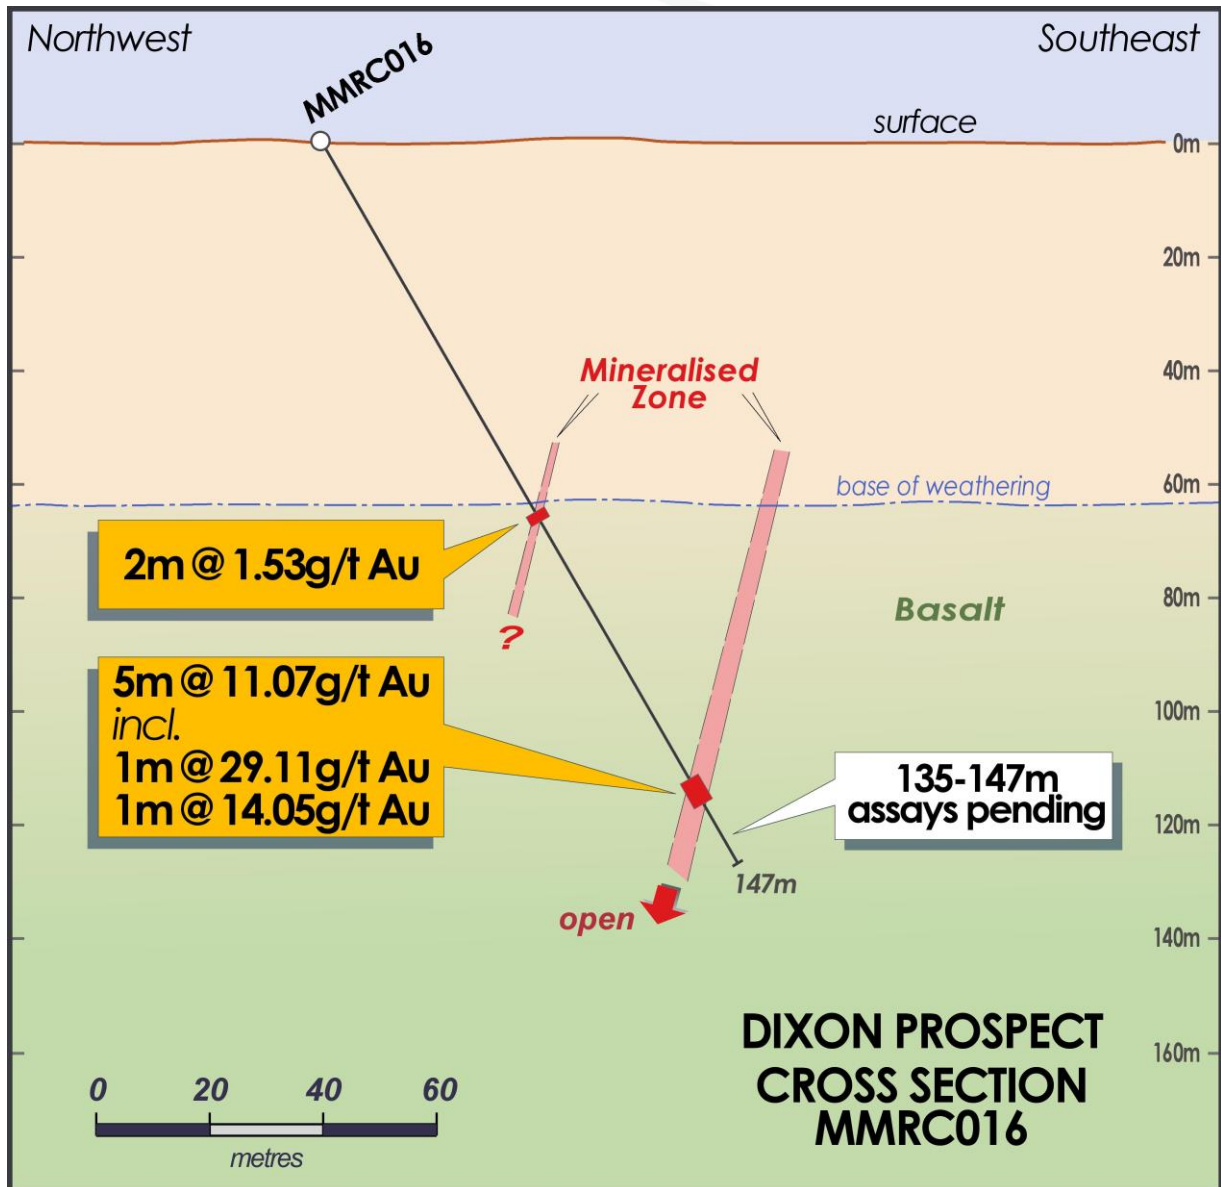 Northwest
Southeast
MMRC016
surface
0m
20m
40m
Mineralised
Zone
base of weathering
60m
2m @ 1.53g/t Au
80m
Basalt
?
5m @ 11.07g/t Au
incl.
1m @ 29.11g/t Au
1m @ 14.05g/t Au
100m
135-147m
assays pending
120m
147m
open
140m
DIXON PROSPECT
CROSS SECTION
MMRC016
160m
0 20 40 60
metres